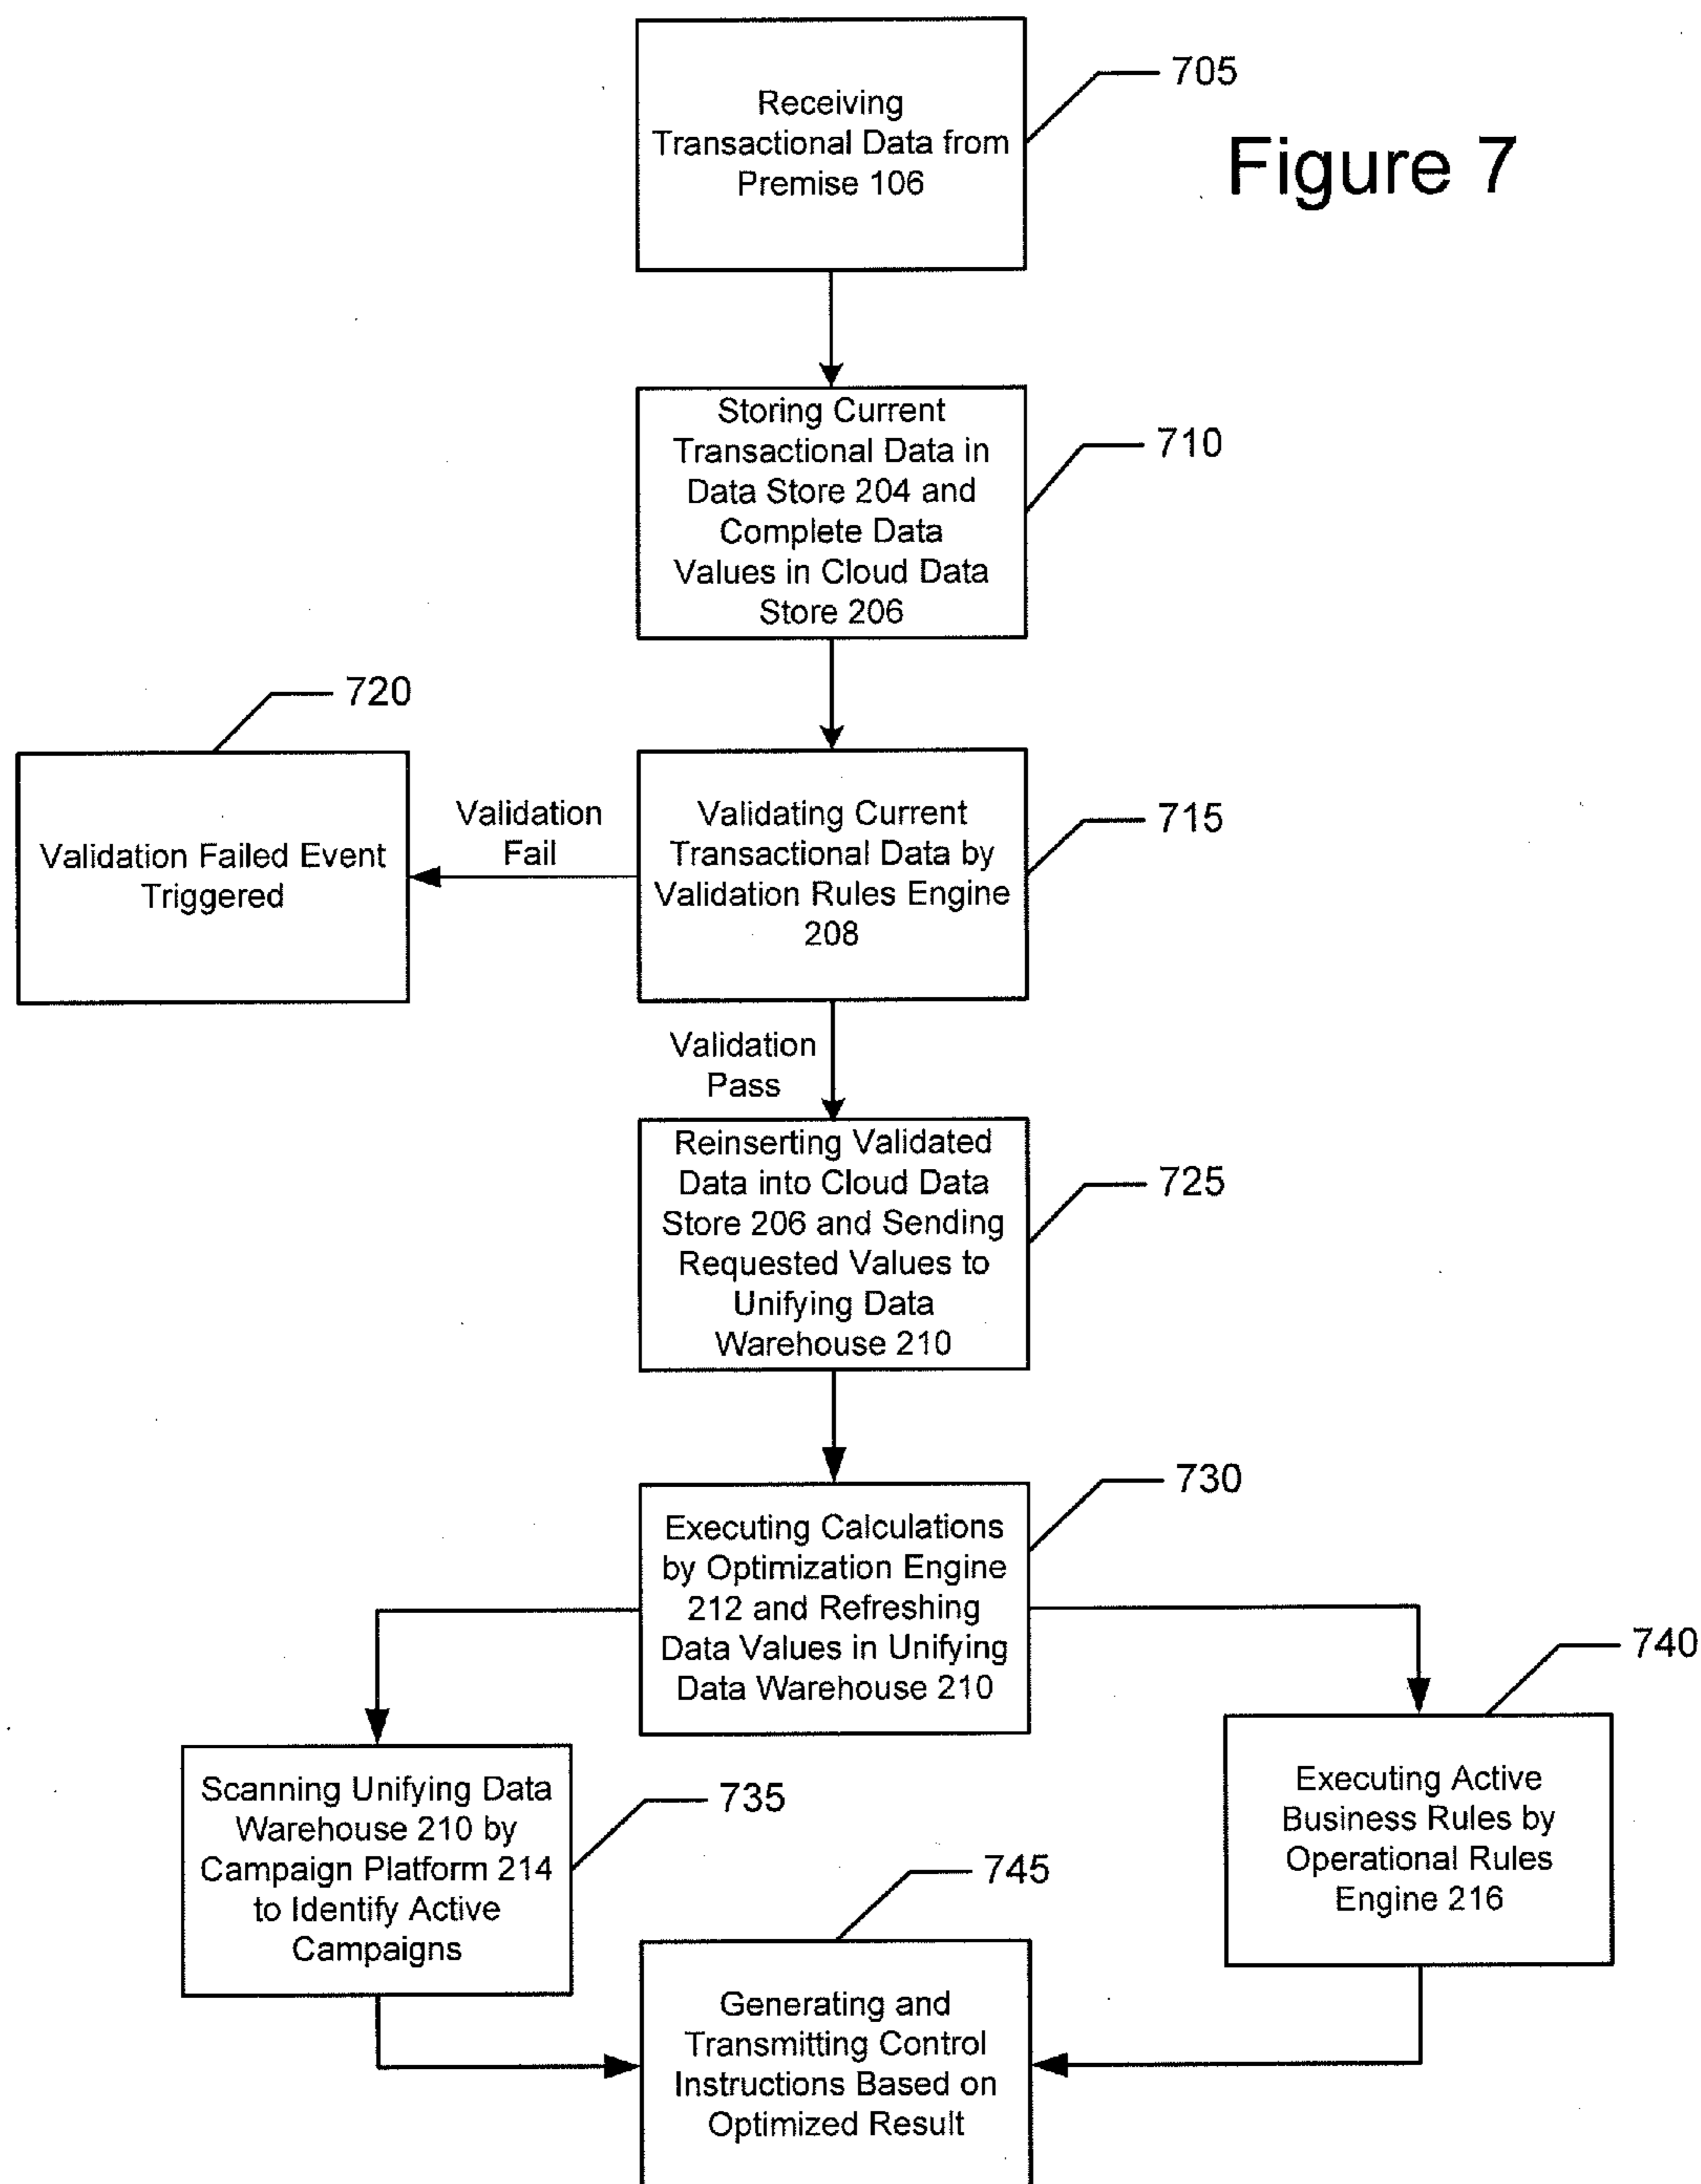 705
Receiving
Transactional Data from
Premise 106
Figure 7
Storing Current
Transactional Data in
Data Store 204 and
Complete Data
Values in Cloud Data
Store 206
710
720
Validation Failed Event
Triggered
Validation
Fail
Validating Current
Transactional Data by
Validation Rules Engine
208
715
Validation
Pass
Reinserting Validated
Data into Cloud Data
Store 206 and Sending
Requested Values to
Unifying Data
Warehouse 210
725
730
Executing Calculations
by Optimization Engine
212 and Refreshing
Data Values in Unifying
Data Warehouse 210
740
Scanning Unifying Data
Warehouse 210 by
Campaign Platform 214
to Identify Active
Campaigns
735
Executing Active
Business Rules by
Operational Rules
Engine 216
745
Generating and
Transmitting Control
Instructions Based on
Optimized Result